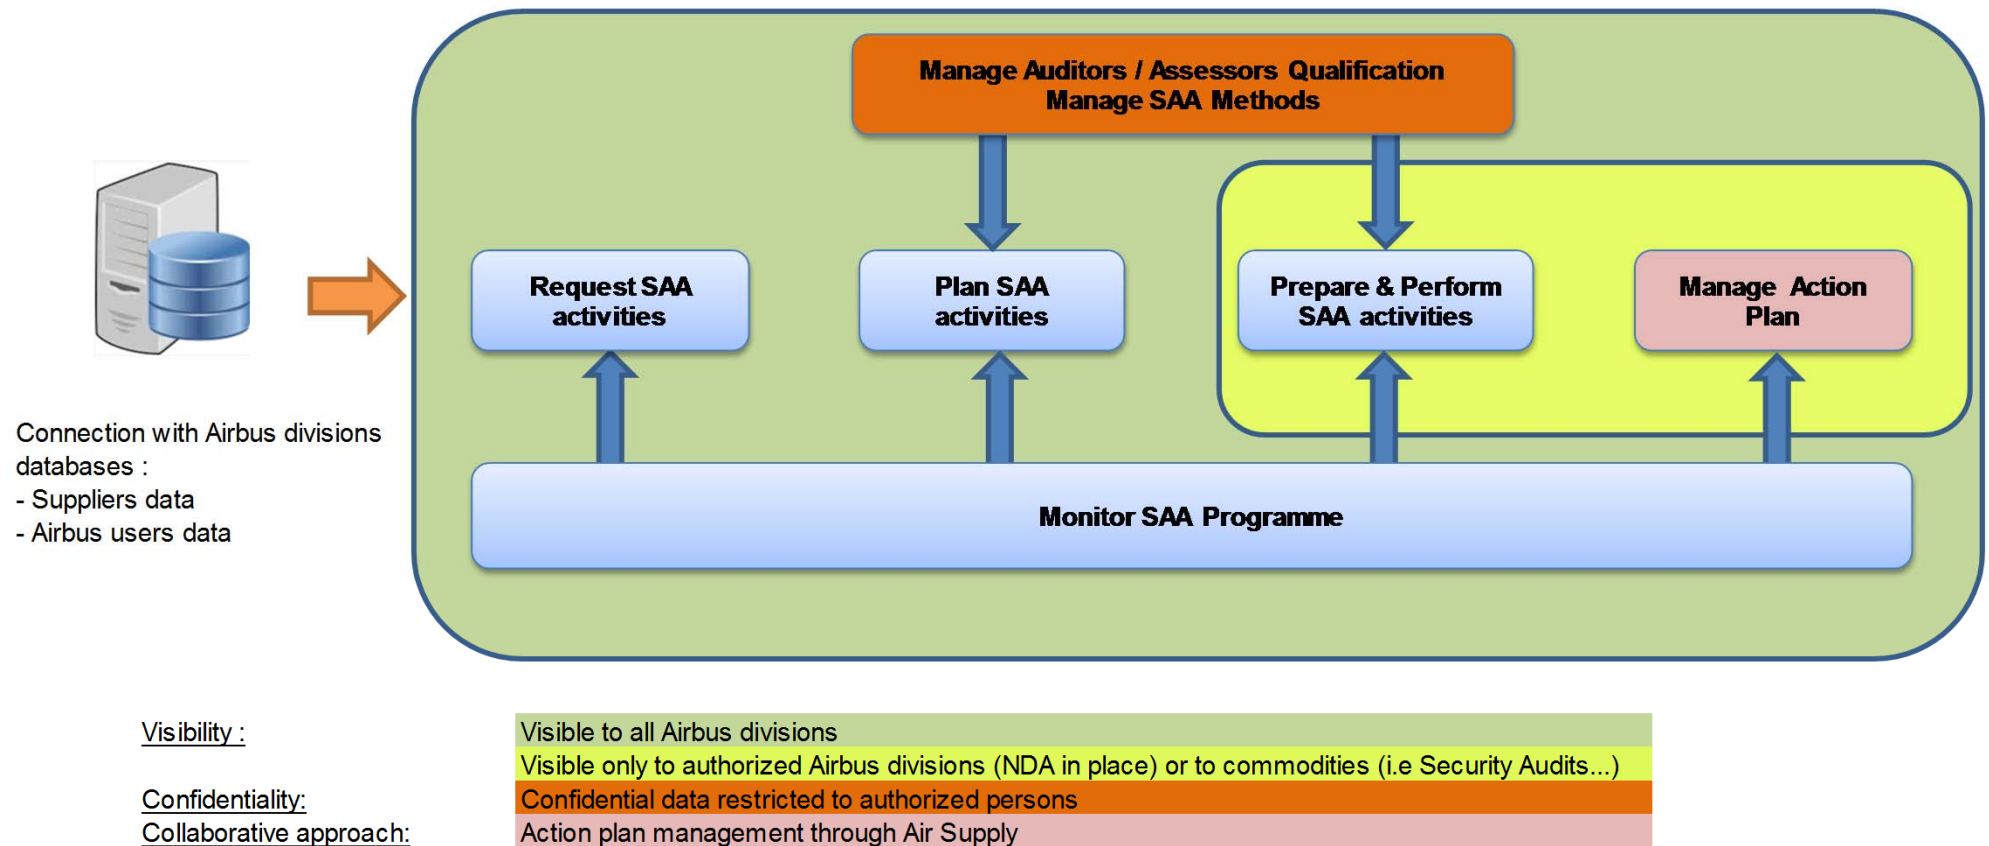 Manage Auditors / Assessors Qualification
Manage SAA Methods
Request SAA
activities
Plan SAA
activities
Prepare & Perform
SAA activities
Manage Action
Plan
Connection with Airbus divisions
databases :
- Suppliers data
- Airbus users data
Monitor SAA Programme
Visibility :
Visible to all Airbus divisions
Visible only to authorized Airbus divisions (NDA in place) or to commodities (i.e Security Audits...)
Confidentiality:
Confidential data restricted to authorized persons
Collaborative approach:
Action plan management through Air Supply